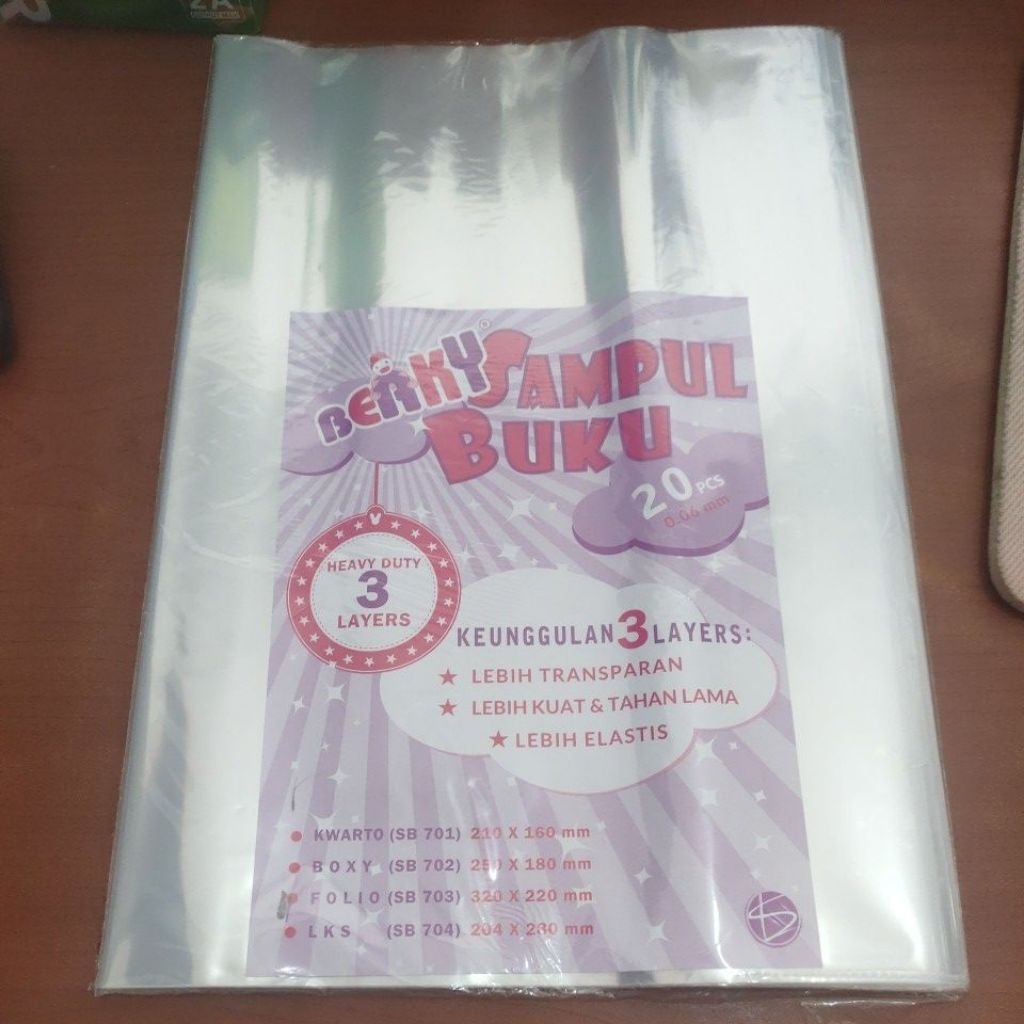 2A
BENKY®
SAMPUL
BUKU
20 PCS
0.06 mm
HEAVY DUTY
3
LAYERS
KEUNGGULAN 3 LAYERS:
★ LEBIH TRANSPARAN
★ LEBIH KUAT & TAHAN LAMA
★ LEBIH ELASTIS
● KWARTO (SB 701) 210 X 160 mm
● BOXY (SB 702) 250 X 180 mm
● FOLIO (SB 703) 320 X 220 mm
● LKS (SB 704) 204 X 280 mm